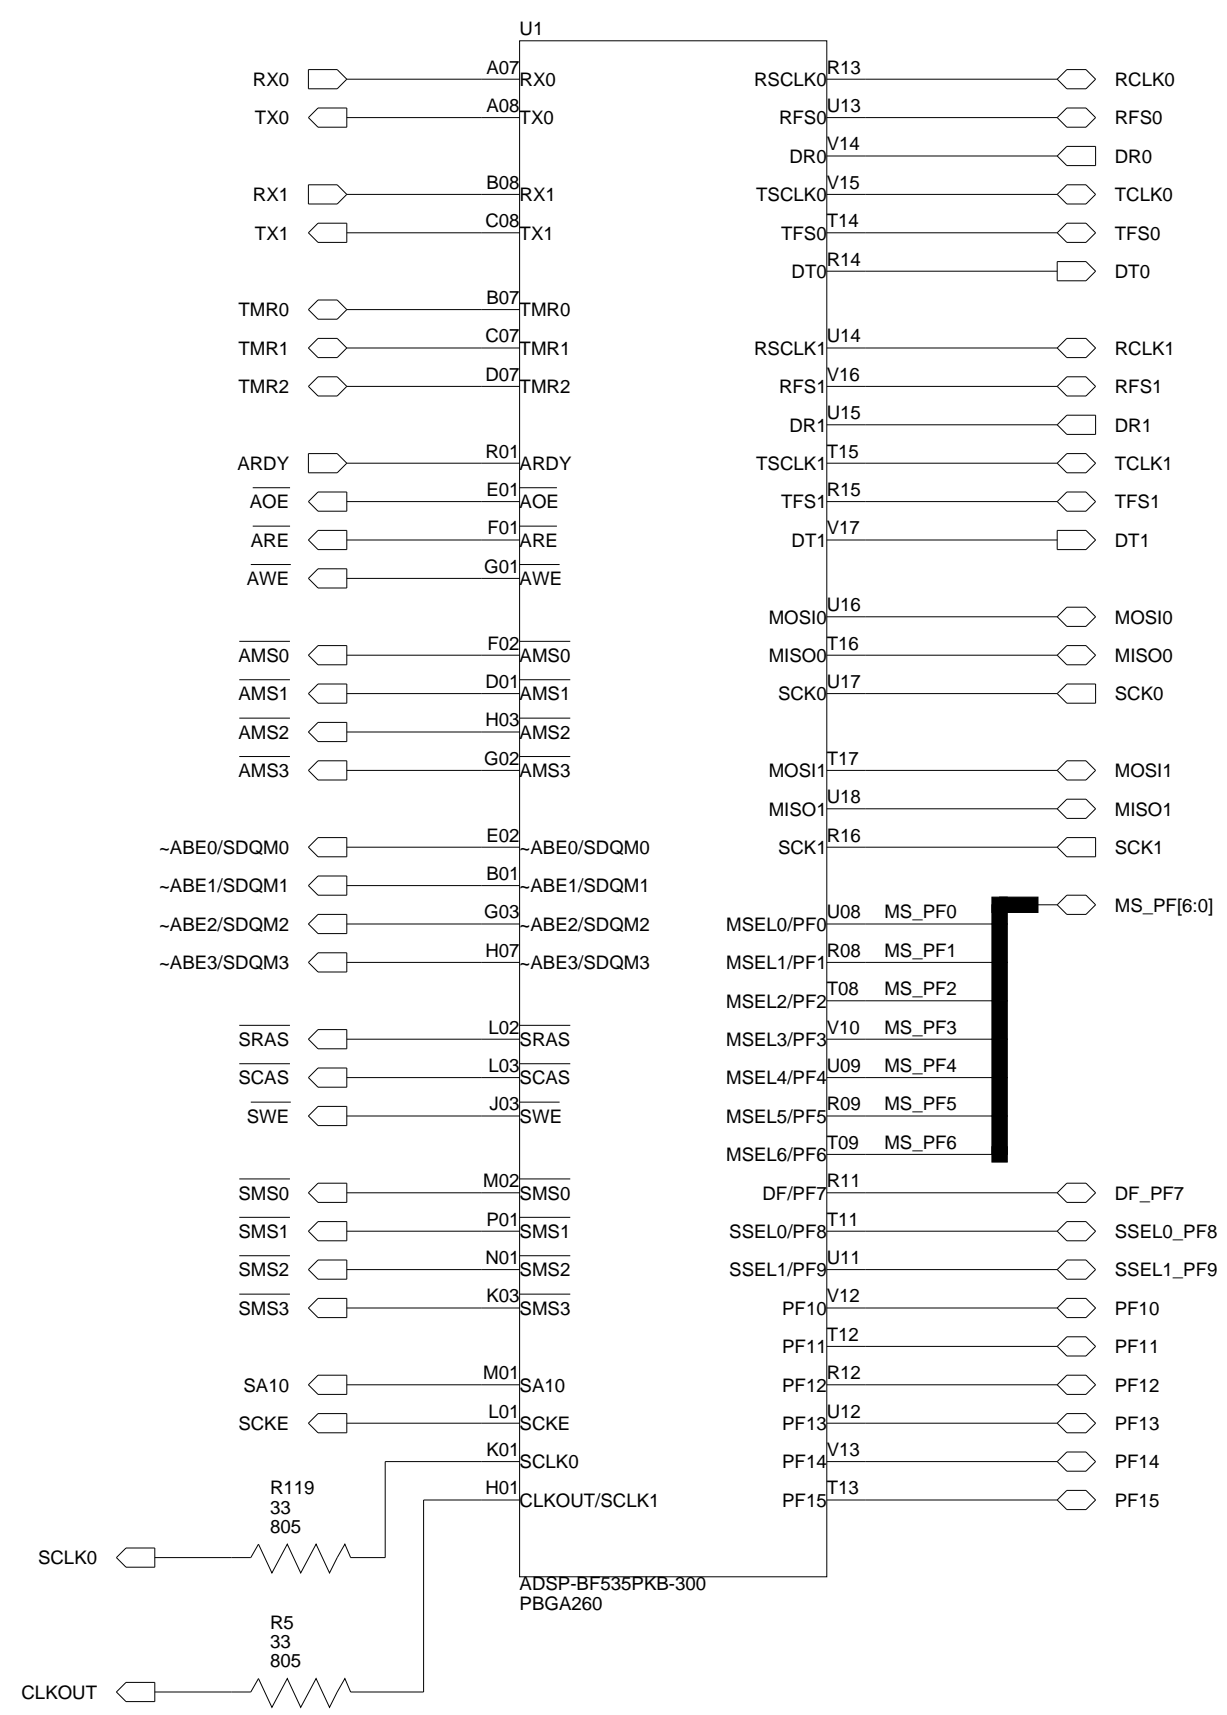 U1
RX0 A07 RX0 RSCLK0 R13 RCLK0
TX0 A08 TX0 RFS0 U13 RFS0
DR0 V14 DR0
RX1 B08 RX1 TSCLK0 V15 TCLK0
TX1 C08 TX1 TFS0 T14 TFS0
DT0 R14 DT0
TMR0 B07 TMR0
TMR1 C07 TMR1 RSCLK1 U14 RCLK1
TMR2 D07 TMR2 RFS1 V16 RFS1
DR1 U15 DR1
ARDY R01 ARDY TSCLK1 T15 TCLK1
AOE E01 AOE TFS1 R15 TFS1
ARE F01 ARE DT1 V17 DT1
AWE G01 AWE
MOSI0 U16 MOSI0
AMS0 F02 AMS0 MISO0 T16 MISO0
AMS1 D01 AMS1 SCK0 U17 SCK0
AMS2 H03 AMS2
AMS3 G02 AMS3 MOSI1 T17 MOSI1
MISO1 U18 MISO1
~ABE0/SDQM0 E02 ~ABE0/SDQM0 SCK1 R16 SCK1
~ABE1/SDQM1 B01 ~ABE1/SDQM1 MS_PF[6:0]
~ABE2/SDQM2 G03 ~ABE2/SDQM2 MSEL0/PF0 U08 MS_PF0
~ABE3/SDQM3 H07 ~ABE3/SDQM3 MSEL1/PF1 R08 MS_PF1
MSEL2/PF2 T08 MS_PF2
SRAS L02 SRAS MSEL3/PF3 V10 MS_PF3
SCAS L03 SCAS MSEL4/PF4 U09 MS_PF4
SWE J03 SWE MSEL5/PF5 R09 MS_PF5
MSEL6/PF6 T09 MS_PF6
SMS0 M02 SMS0 DF/PF7 R11 DF_PF7
SMS1 P01 SMS1 SSEL0/PF8 T11 SSEL0_PF8
SMS2 N01 SMS2 SSEL1/PF9 U11 SSEL1_PF9
SMS3 K03 SMS3 PF10 V12 PF10
PF11 T12 PF11
SA10 M01 SA10 PF12 R12 PF12
SCKE L01 SCKE PF13 U12 PF13
K01 SCLK0 PF14 V13 PF14
R119 H01 CLKOUT/SCLK1 PF15 T13 PF15
33
805
SCLK0
ADSP-BF535PKB-300
PBGA260
R5
33
805
CLKOUT